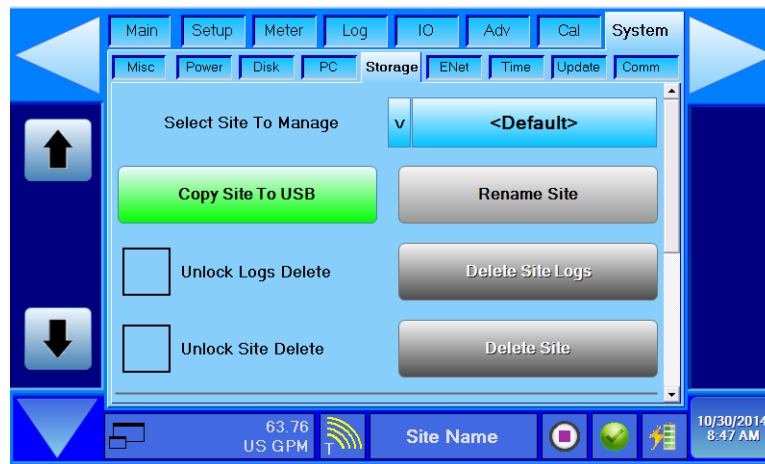 Main Setup Meter Log IO Adv Cal System
Misc Power Disk PC Storage ENet Time Update Comm
Select Site To Manage v <Default>
Copy Site To USB Rename Site
Unlock Logs Delete Delete Site Logs
Unlock Site Delete Delete Site
63.76
US GPM T Site Name
10/30/2014
8:47 AM